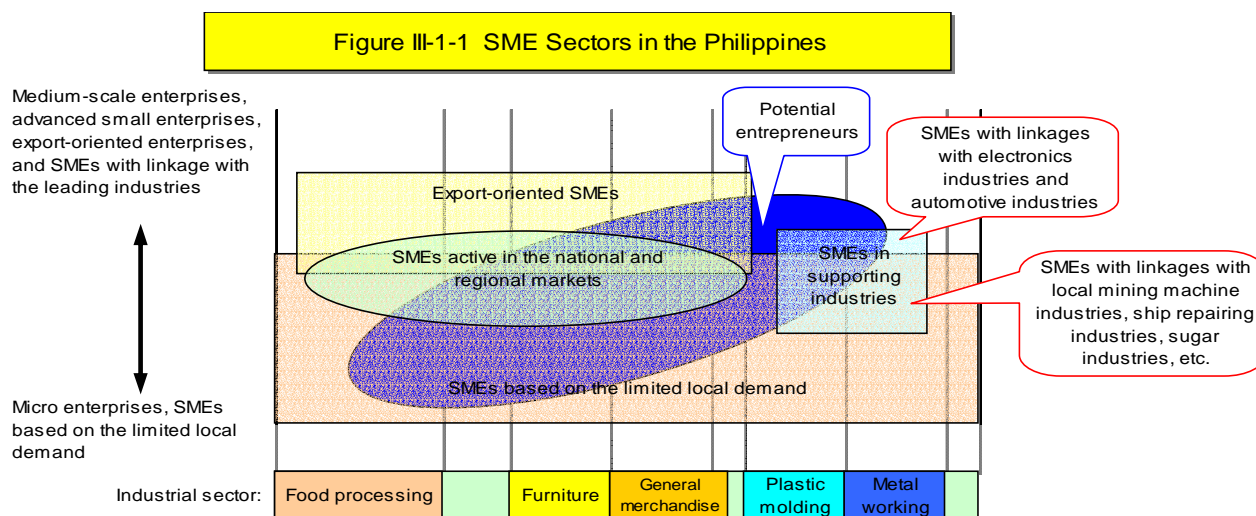 Figure III-1-1 SME Sectors in the Philippines
Medium-scale enterprises,
advanced small enterprises,
export-oriented enterprises,
and SMEs with linkage with
the leading industries
Potential
entrepreneurs
SMEs with linkages
with electronics
industries and
automotive industries
Export-oriented SMEs
SMEs active in the national and
regional markets
SMEs in
supporting
industries
SMEs with linkages with
local mining machine
industries, ship repairing
industries, sugar
industries, etc.
SMEs based on the limited local demand
Micro enterprises, SMEs
based on the limited local
demand
Industrial sector:
Food processing
Furniture
General
merchandise
Plastic
molding
Metal
working